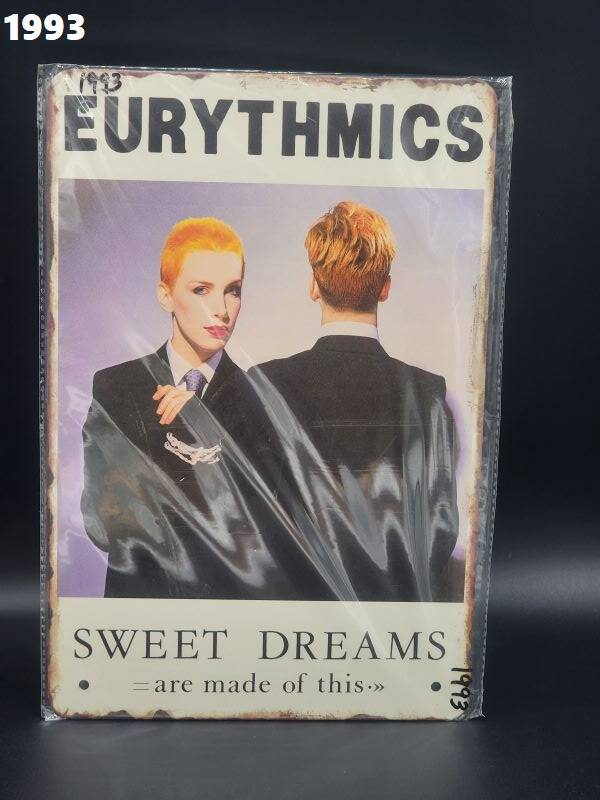 1993
1993
EURYTHMICS
SWEET DREAMS
• =are made of this·» •
1993